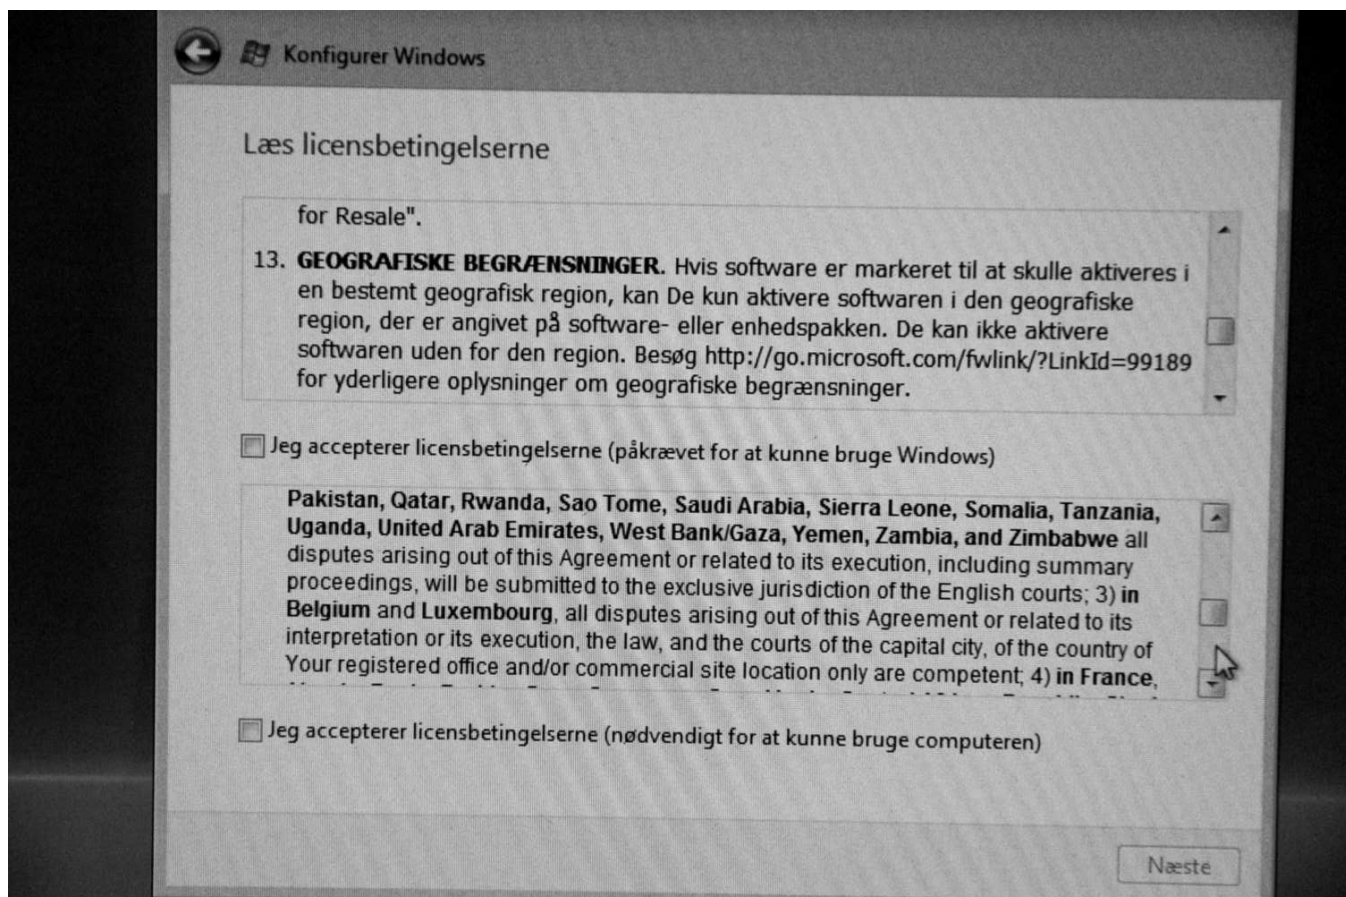 Konfigurer Windows
Læs licensbetingelserne
for Resale".
13. GEOGRAFISKE BEGRÆNSNINGER. Hvis software er markeret til at skulle aktiveres i
en bestemt geografisk region, kan De kun aktivere softwaren i den geografiske
region, der er angivet på software- eller enhedspakken. De kan ikke aktivere
softwaren uden for den region. Besøg http://go.microsoft.com/fwlink/?LinkId=99189
for yderligere oplysninger om geografiske begrænsninger.
Jeg accepterer licensbetingelserne (påkrævet for at kunne bruge Windows)
Pakistan, Qatar, Rwanda, Sao Tome, Saudi Arabia, Sierra Leone, Somalia, Tanzania,
Uganda, United Arab Emirates, West Bank/Gaza, Yemen, Zambia, and Zimbabwe all
disputes arising out of this Agreement or related to its execution, including summary
proceedings, will be submitted to the exclusive jurisdiction of the English courts; 3) in
Belgium and Luxembourg, all disputes arising out of this Agreement or related to its
interpretation or its execution, the law, and the courts of the capital city, of the country of
Your registered office and/or commercial site location only are competent; 4) in France,
Jeg accepterer licensbetingelserne (nødvendigt for at kunne bruge computeren)
Næste